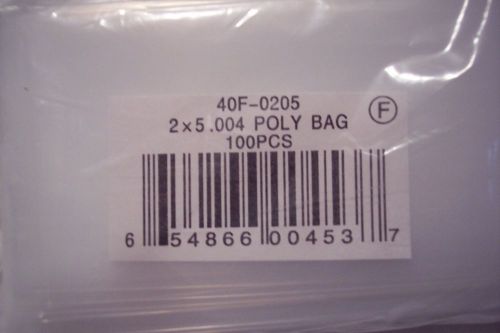 40F-0205
2×5.004 POLY BAG
100PCS
F
6 54866 00453 7